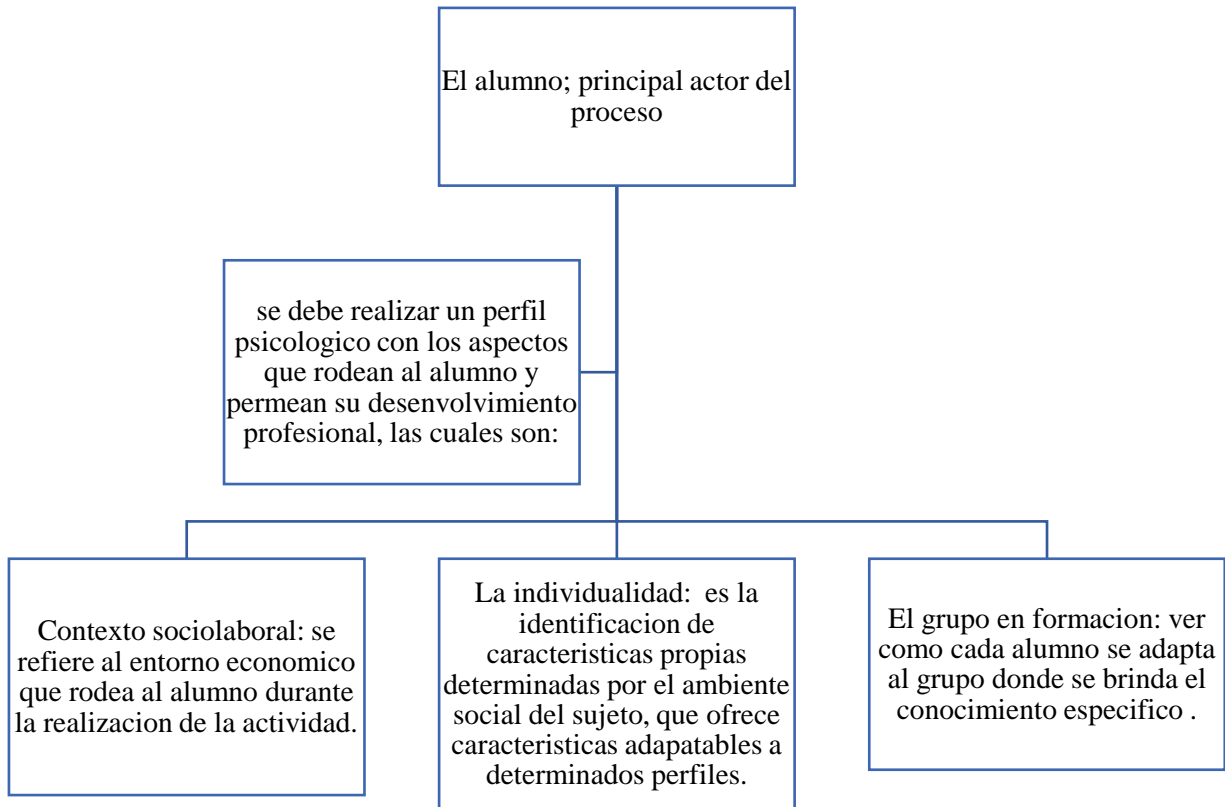 El alumno; principal actor del
proceso
se debe realizar un perfil
psicologico con los aspectos
que rodean al alumno y
permean su desenvolvimiento
profesional, las cuales son:
Contexto sociolaboral: se
refiere al entorno economico
que rodea al alumno durante
la realizacion de la actividad.
La individualidad:  es la
identificacion de
caracteristicas propias
determinadas por el ambiente
social del sujeto, que ofrece
caracteristicas adapatables a
determinados perfiles.
El grupo en formacion: ver
como cada alumno se adapta
al grupo donde se brinda el
conocimiento especifico .